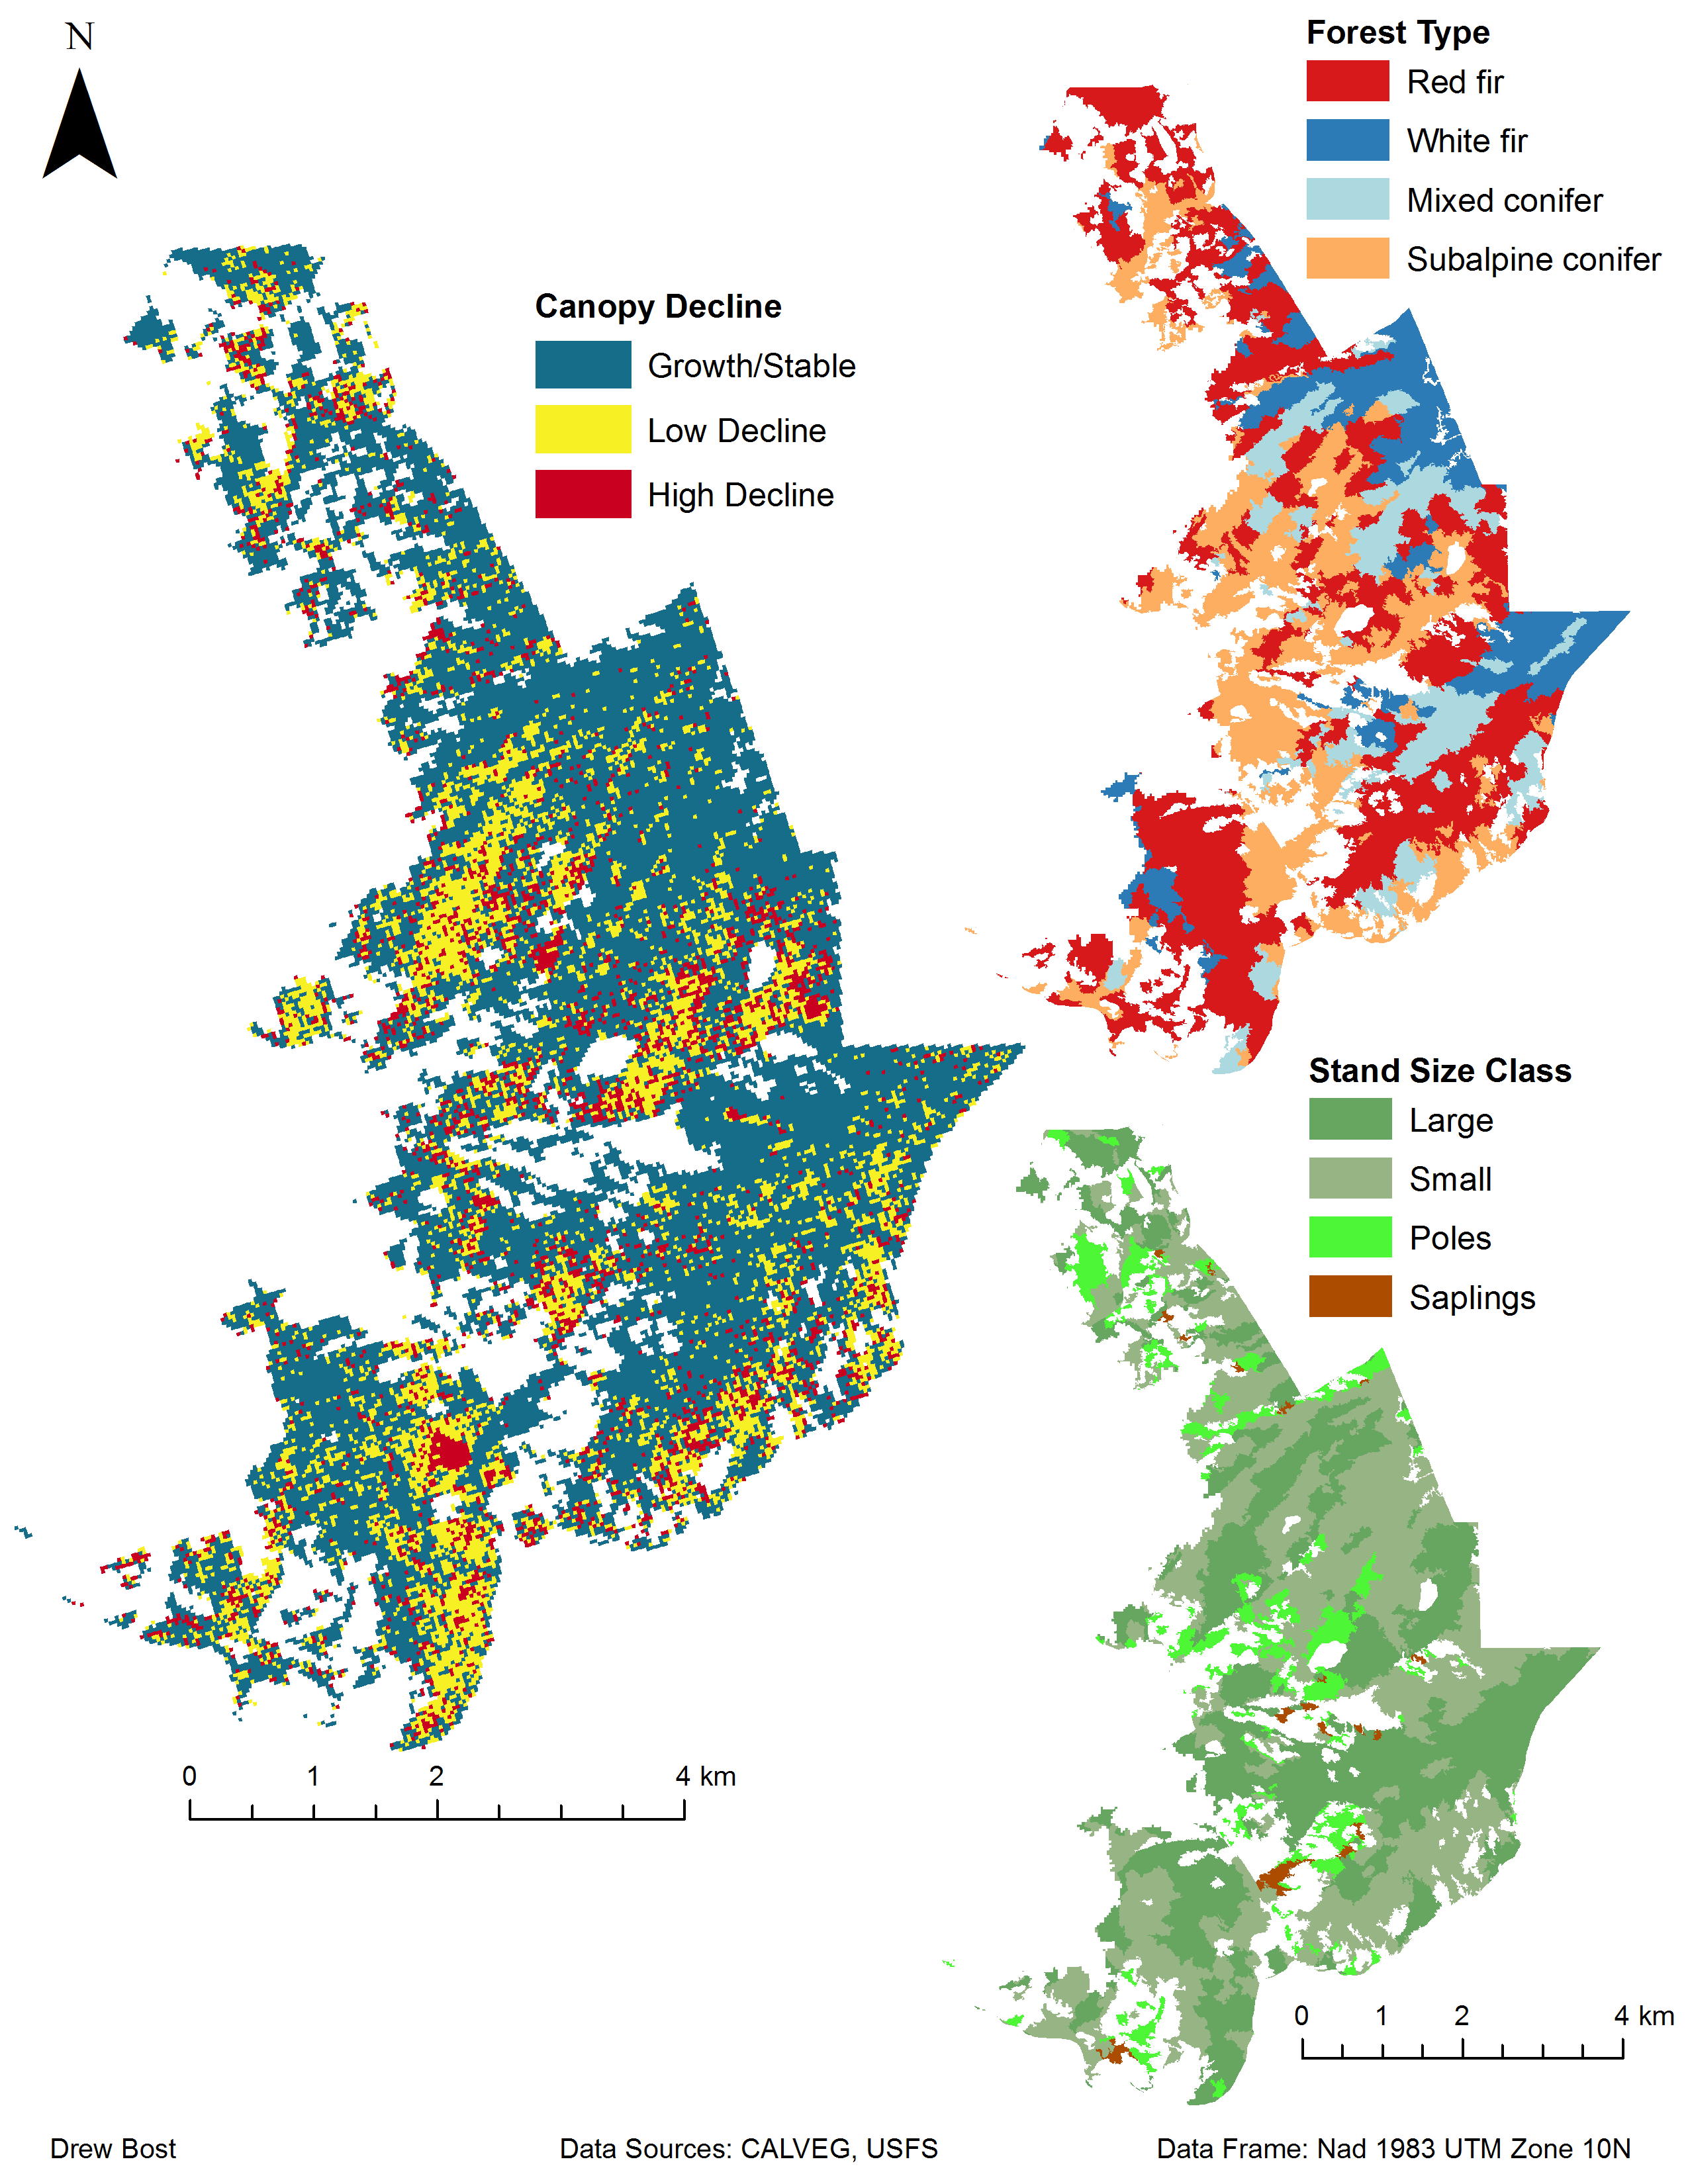 N
Canopy Decline
Growth/Stable
Low Decline
High Decline
0 1 2 4 km
Forest Type
Red fir
White fir
Mixed conifer
Subalpine conifer
Stand Size Class
Large
Small
Poles
Saplings
0 1 2 4 km
Drew Bost
Data Sources: CALVEG, USFS
Data Frame: Nad 1983 UTM Zone 10N